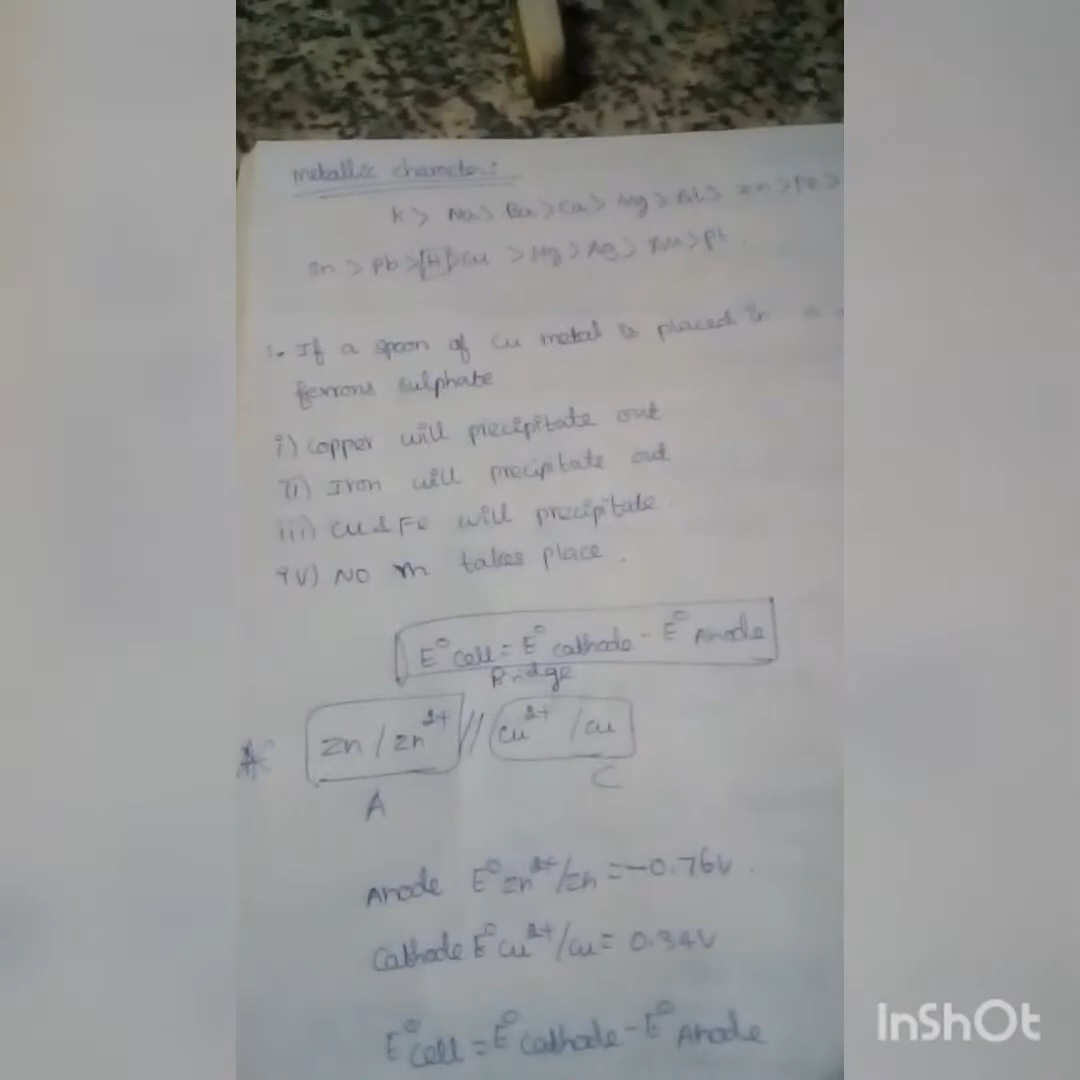 Metallic character:
K > Na > Ba > Ca > Mg > Al > Zn > Fe >
Sn > Pb > [H] > Cu > Hg > Ag > Au > Pt
1. If a spoon of Cu metal is placed in a
ferrous sulphate
i) copper will precipitate out
ii) Iron will precipitate out
iii) Cu & Fe will precipitate
iv) NO takes place.
E° cell = E° cathode - E° Anode
Bridge
Zn / Zn²⁺ // Cu²⁺ / Cu
A C
Anode E° Zn²⁺/Zn = -0.76V.
Cathode E° Cu²⁺/Cu = 0.34V
E° cell = E° cathode - E° Anode
InShOt